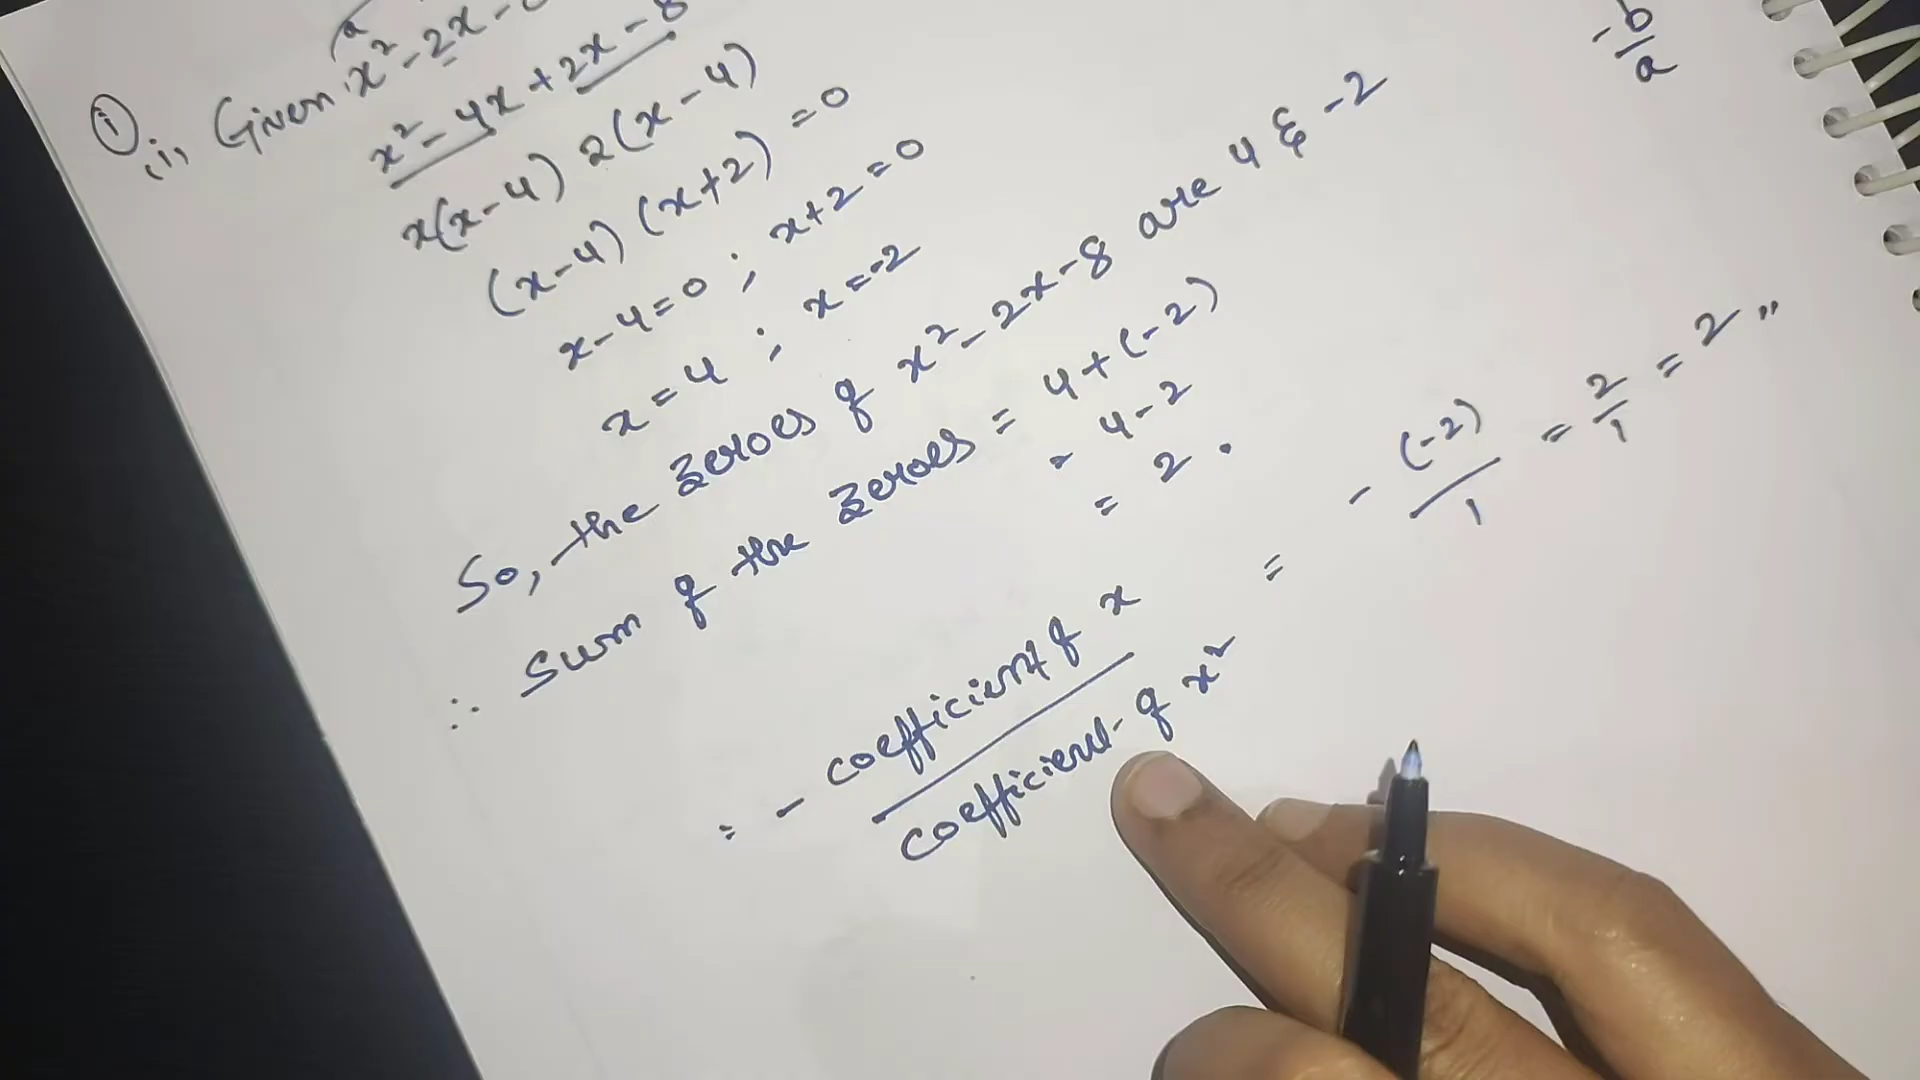 ① (i) Given x² - 2x -
x² - 4x + 2x - 8
x(x-4) 2(x-4)
(x-4) (x+2) = 0
x-4=0 ; x+2=0
x=4 ; x=-2
So, the zeroes of x² - 2x - 8 are 4 & -2
∴ Sum of the zeroes = 4 + (-2)
= 4-2
= 2.
= - coefficient of x / coefficient of x² = - (-2) / 1 = 2/1 = 2 "
- b/a